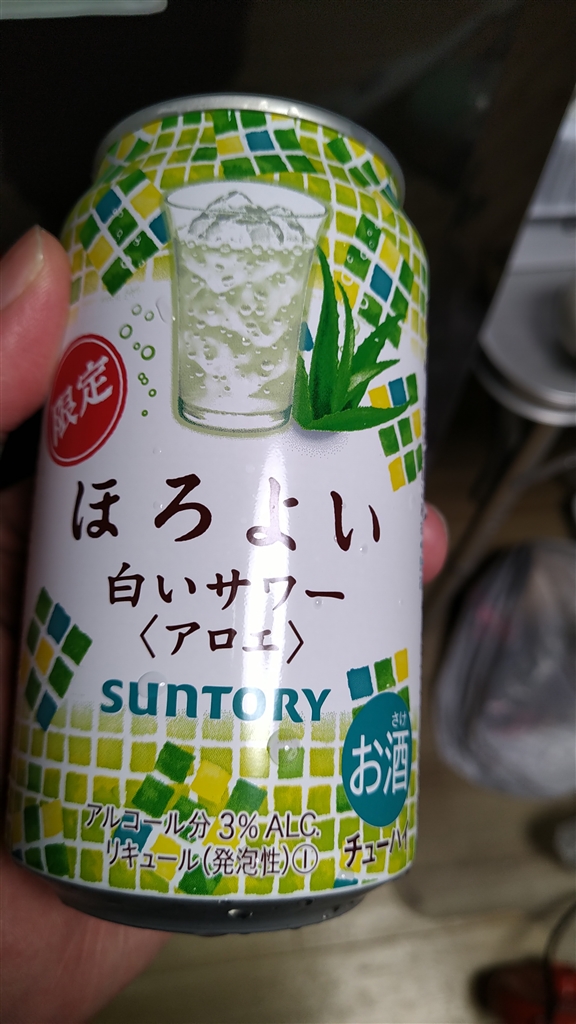 限定
ほろよい
白いサワー
〈アロエ〉
SUNTORY
さけ
お酒
チューハイ
アルコール分3%ALC.
リキュール(発泡性)①